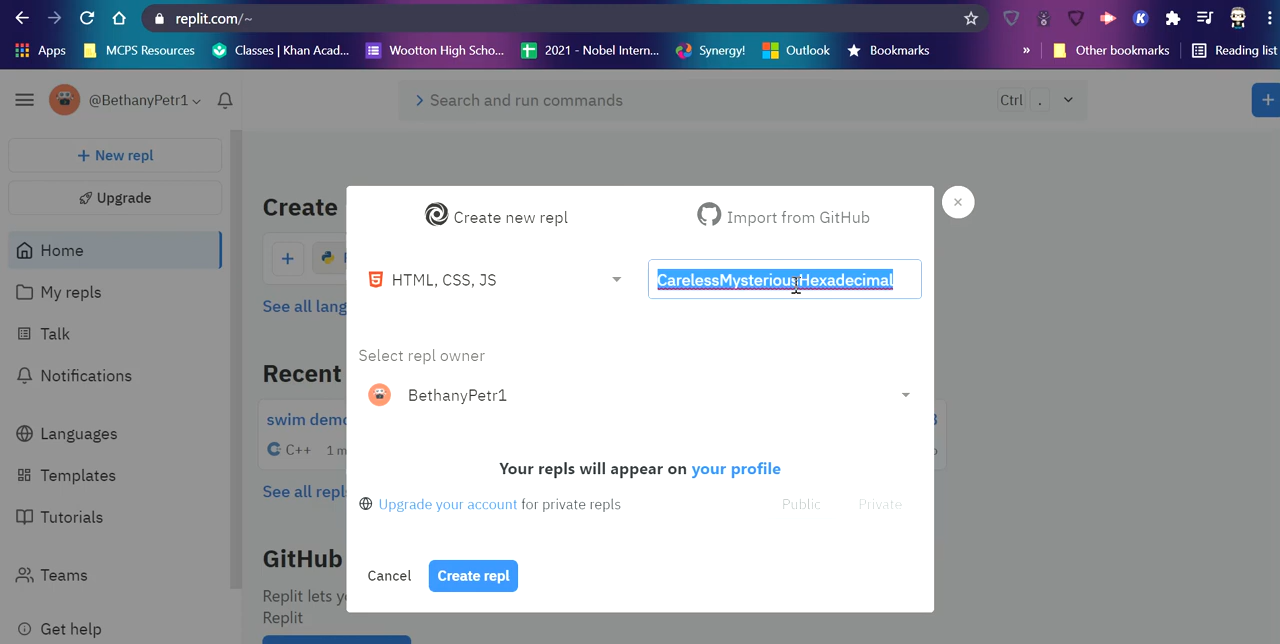 replit.com/~
Apps
MCPS Resources
Classes | Khan Acad...
Wootton High Scho...
2021 - Nobel Intern...
Synergy!
Outlook
Bookmarks
»
Other bookmarks
Reading list
@BethanyPetr1
Search and run commands
Ctrl .
+ New repl
Upgrade
Home
My repls
Talk
Notifications
Languages
Templates
Tutorials
Teams
Get help
Create
See all lang
Recent
swim demo
C++
See all repl
GitHub
Replit lets y
Replit
Create new repl
Import from GitHub
HTML, CSS, JS
CarelessMysteriousHexadecimal
Select repl owner
BethanyPetr1
Your repls will appear on your profile
Upgrade your account for private repls
Public
Private
Cancel
Create repl